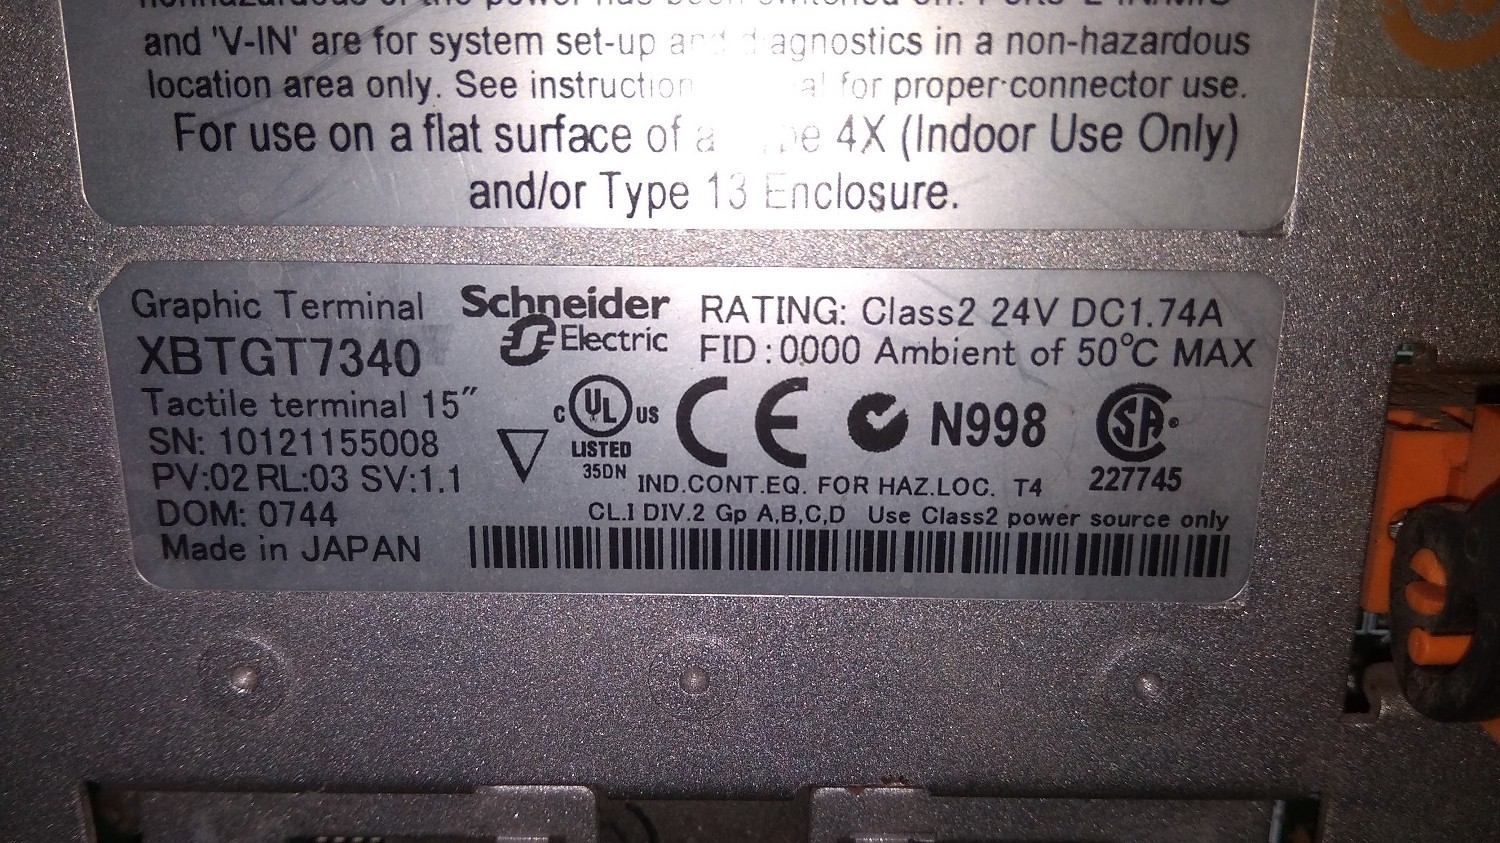 and 'V-IN' are for system set-up and diagnostics in a non-hazardous
location area only. See instruction for proper connector use.
For use on a flat surface of a 4X (Indoor Use Only)
and/or Type 13 Enclosure.
Graphic Terminal
XBTGT7340
Tactile terminal 15"
SN: 10121155008
PV:02 RL:03 SV:1.1
DOM: 0744
Made in JAPAN
Schneider
Electric
RATING: Class2 24V DC1.74A
FID:0000 Ambient of 50°C MAX
C UL US
LISTED
35DN
CE
N998
SA
227745
IND.CONT.EQ. FOR HAZ.LOC. T4
CL.I DIV.2 Gp A,B,C,D Use Class2 power source only